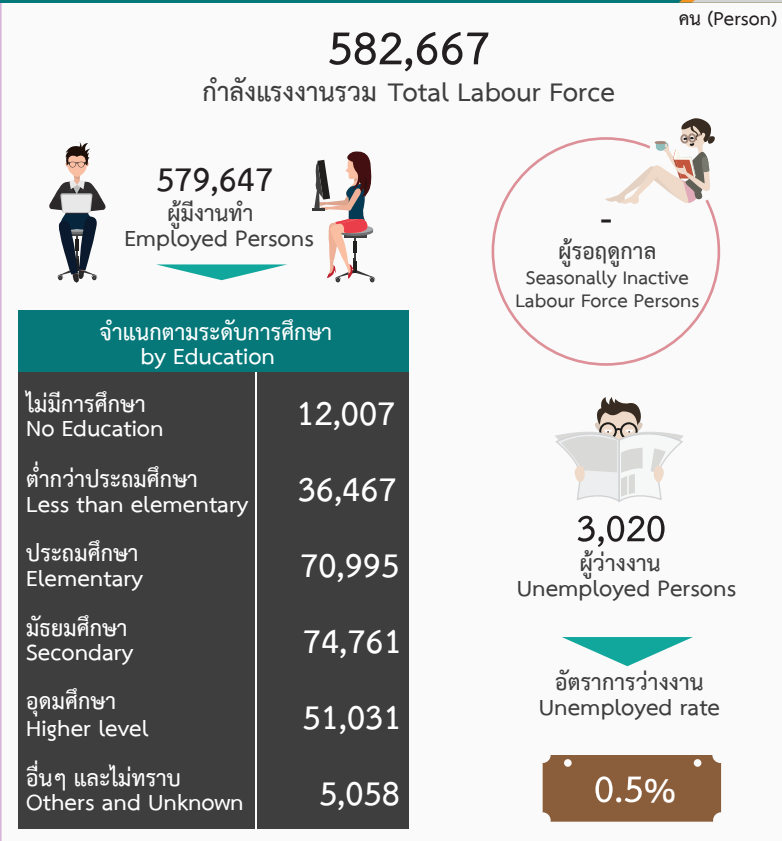 คน (Person)
582,667
กำลังแรงงานรวม Total Labour Force
579,647
ผู้มีงานทำ
Employed Persons
-
ผู้รอฤดูกาล
Seasonally Inactive
Labour Force Persons
จำแนกตามระดับการศึกษา
by Education
ไม่มีการศึกษา
No Education
12,007
ต่ำกว่าประถมศึกษา
Less than elementary
36,467
ประถมศึกษา
Elementary
70,995
มัธยมศึกษา
Secondary
74,761
อุดมศึกษา
Higher level
51,031
อื่นๆ และไม่ทราบ
Others and Unknown
5,058
3,020
ผู้ว่างงาน
Unemployed Persons
อัตราการว่างงาน
Unemployed rate
0.5%